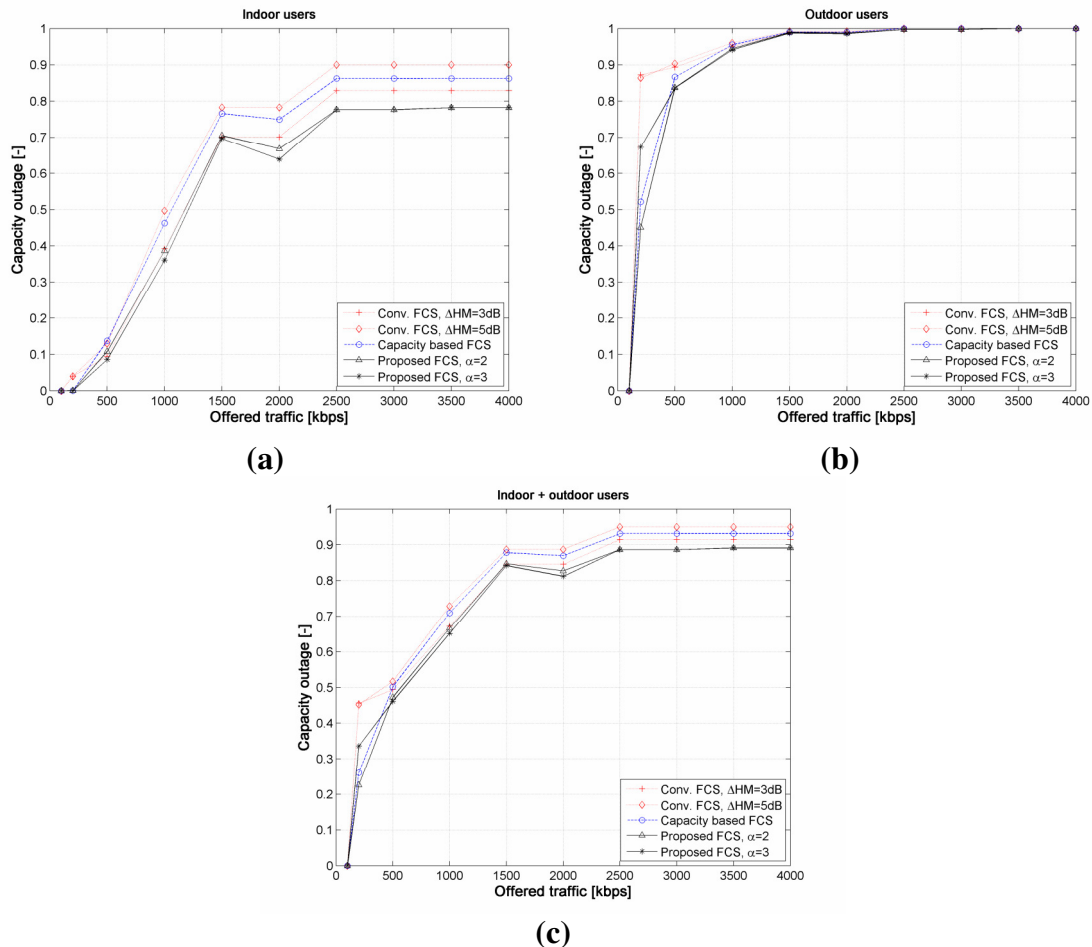 Indoor users
Capacity outage [-]
1
0.9
0.8
0.7
0.6
0.5
0.4
0.3
0.2
0.1
0
0 500 1000 1500 2000 2500 3000 3500 4000
Offered traffic [kbps]
Conv. FCS, ΔHM=3dB
Conv. FCS, ΔHM=5dB
Capacity based FCS
Proposed FCS, α=2
Proposed FCS, α=3
(a)
Outdoor users
Capacity outage [-]
1
0.9
0.8
0.7
0.6
0.5
0.4
0.3
0.2
0.1
0
0 500 1000 1500 2000 2500 3000 3500 4000
Offered traffic [kbps]
Conv. FCS, ΔHM=3dB
Conv. FCS, ΔHM=5dB
Capacity based FCS
Proposed FCS, α=2
Proposed FCS, α=3
(b)
Indoor + outdoor users
Capacity outage [-]
1
0.9
0.8
0.7
0.6
0.5
0.4
0.3
0.2
0.1
0
0 500 1000 1500 2000 2500 3000 3500 4000
Offered traffic [kbps]
Conv. FCS, ΔHM=3dB
Conv. FCS, ΔHM=5dB
Capacity based FCS
Proposed FCS, α=2
Proposed FCS, α=3
(c)